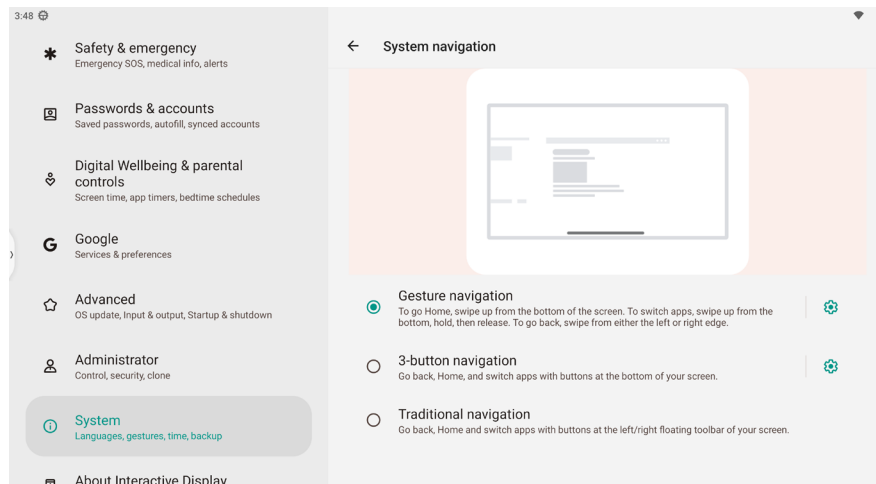 3:48
Safety & emergency
Emergency SOS, medical info, alerts
Passwords & accounts
Saved passwords, autofill, synced accounts
Digital Wellbeing & parental
controls
Screen time, app timers, bedtime schedules
Google
Services & preferences
Advanced
OS update, Input & output, Startup & shutdown
Administrator
Control, security, clone
System
Languages, gestures, time, backup
About Interactive Display
System navigation
Gesture navigation
To go Home, swipe up from the bottom of the screen. To switch apps, swipe up from the
bottom, hold, then release. To go back, swipe from either the left or right edge.
3-button navigation
Go back, Home, and switch apps with buttons at the bottom of your screen.
Traditional navigation
Go back, Home and switch apps with buttons at the left/right floating toolbar of your screen.